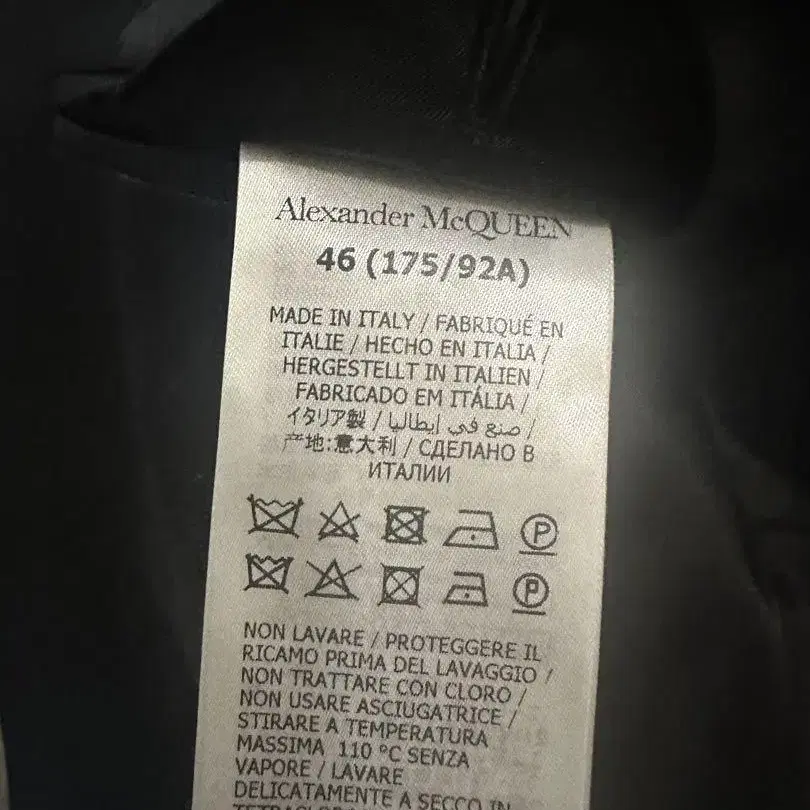 Alexander McQUEEN
46 (175/92A)
MADE IN ITALY / FABRIQUÉ EN
ITALIE / HECHO EN ITALIA /
HERGESTELLT IN ITALIEN /
FABRICADO EM ITÁLIA /
イタリア製 / صنع في إيطاليا /
产地:意大利 / СДЕЛАНО В
ИТАЛИИ
P
P
NON LAVARE / PROTEGGERE IL
RICAMO PRIMA DEL LAVAGGIO /
NON TRATTARE CON CLORO /
NON USARE ASCIUGATRICE /
STIRARE A TEMPERATURA
MASSIMA 110 °C SENZA
VAPORE / LAVARE
DELICATAMENTE A SECCO IN